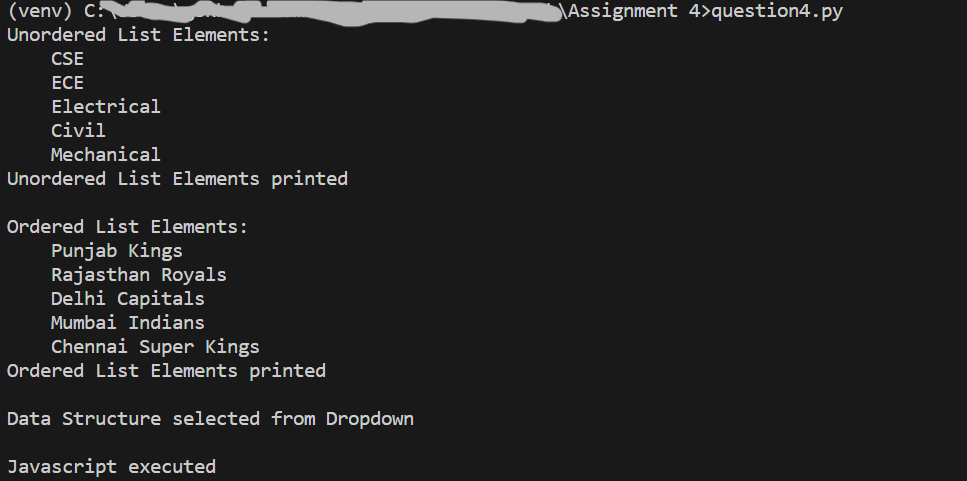 (venv) C:\ \Assignment 4>question4.py
Unordered List Elements:
    CSE
    ECE
    Electrical
    Civil
    Mechanical
Unordered List Elements printed

Ordered List Elements:
    Punjab Kings
    Rajasthan Royals
    Delhi Capitals
    Mumbai Indians
    Chennai Super Kings
Ordered List Elements printed

Data Structure selected from Dropdown

Javascript executed